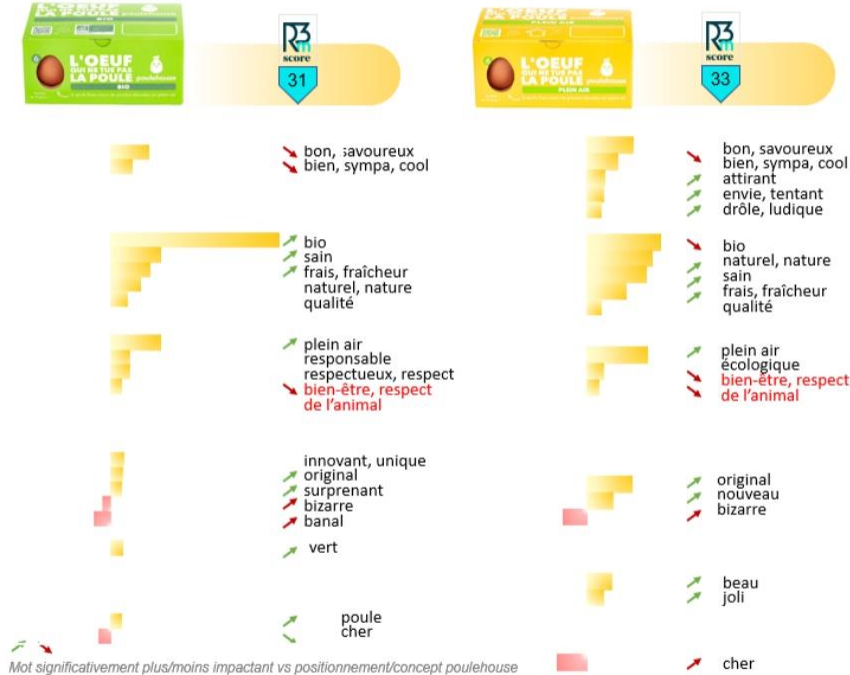 BIO
L'OEUF
QUI NE TUE PAS
LA POULE
poulehouse
BIO
R3m
score
31
PLEIN AIR
L'OEUF
QUI NE TUE PAS
LA POULE
poulehouse
PLEIN AIR
R3m
score
33
bon, savoureux
bien, sympa, cool
bio
sain
frais, fraîcheur
naturel, nature
qualité
plein air
responsable
respectueux, respect
bien-être, respect
de l'animal
innovant, unique
original
surprenant
bizarre
banal
vert
poule
cher
bon, savoureux
bien, sympa, cool
attirant
envie, tentant
drôle, ludique
bio
naturel, nature
sain
frais, fraîcheur
qualité
plein air
écologique
bien-être, respect
de l'animal
original
nouveau
bizarre
beau
joli
cher
Mot significativement plus/moins impactant vs positionnement/concept poulehouse